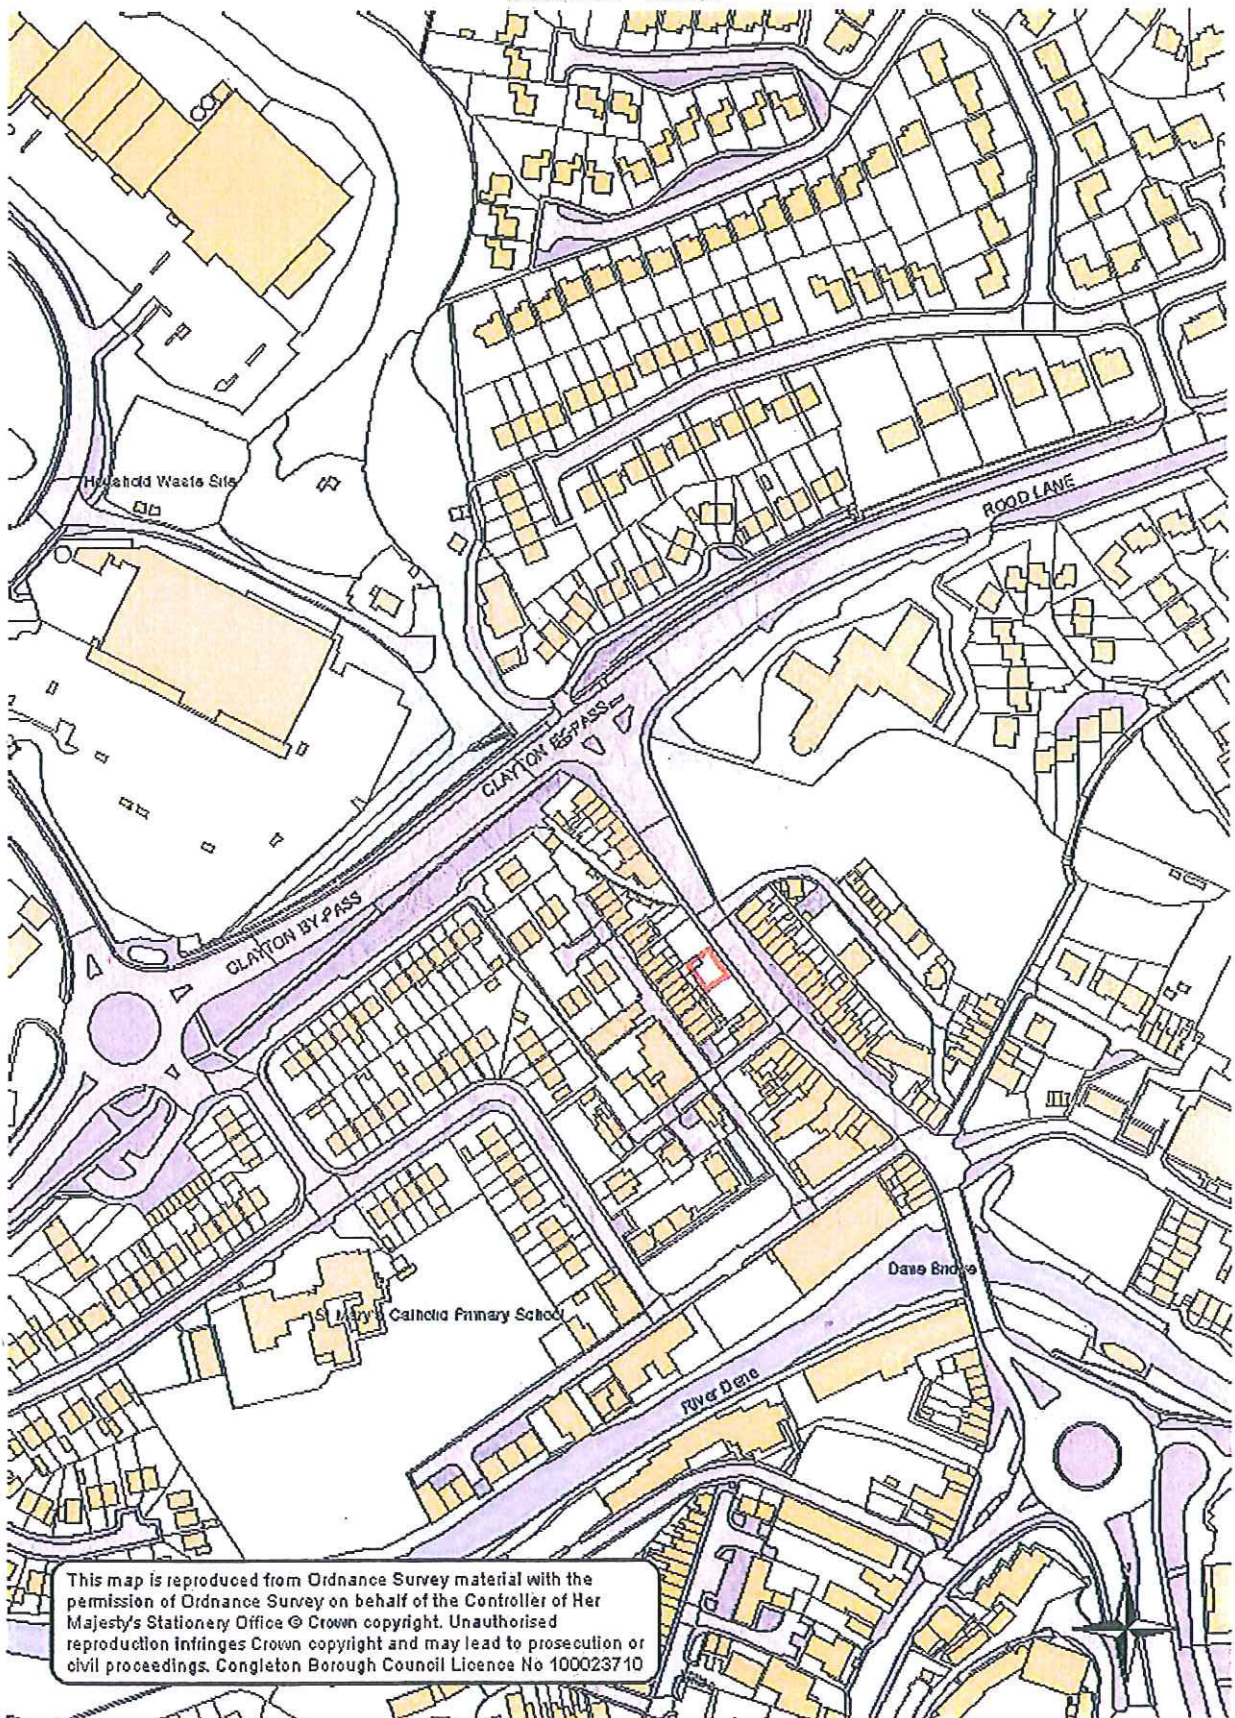 Household Waste Site
ROOD LANE
CLAYTON BY-PASS
CLAYTON BY-PASS
Dane Bridge
St Mary's Catholic Primary School
River Dane
This map is reproduced from Ordnance Survey material with the
permission of Ordnance Survey on behalf of the Controller of Her
Majesty's Stationery Office © Crown copyright. Unauthorised
reproduction infringes Crown copyright and may lead to prosecution or
civil proceedings. Congleton Borough Council Licence No 100023710